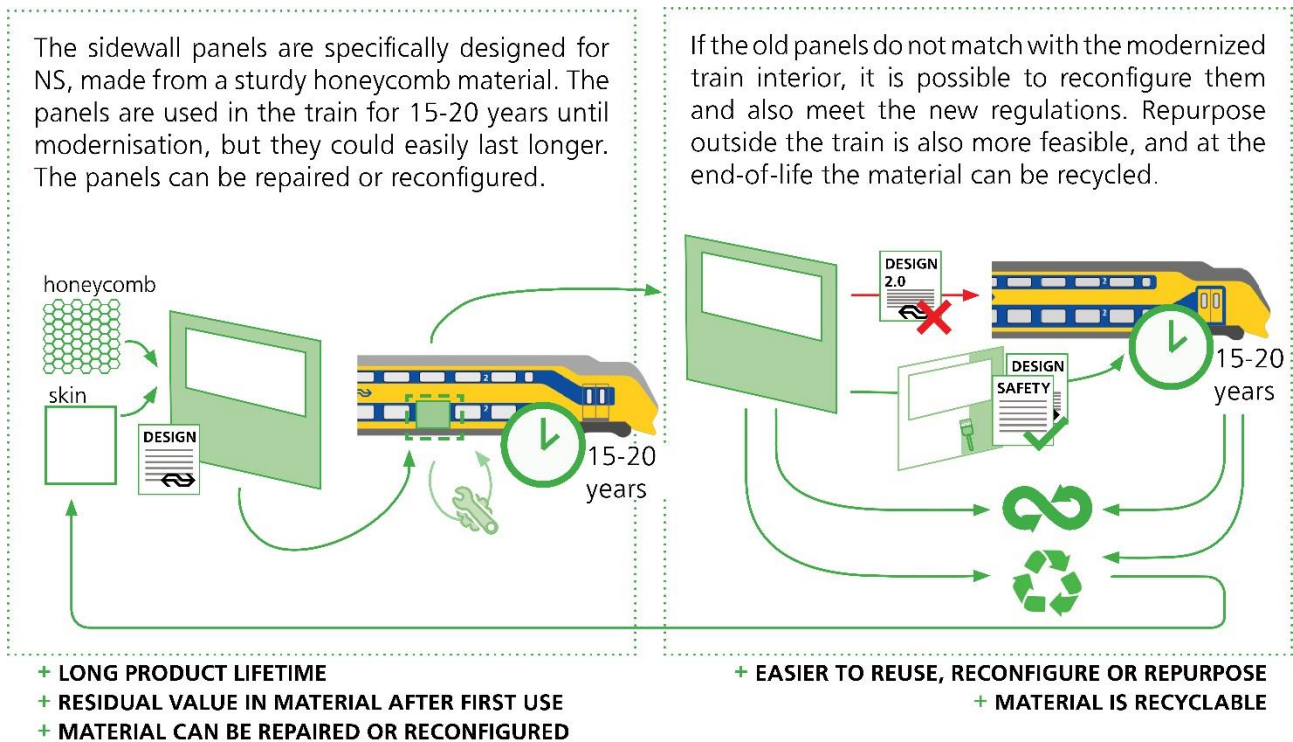 The sidewall panels are specifically designed for
NS, made from a sturdy honeycomb material. The
panels are used in the train for 15-20 years until
modernisation, but they could easily last longer.
The panels can be repaired or reconfigured.
honeycomb
skin
DESIGN
2
2
15-20
years
If the old panels do not match with the modernized
train interior, it is possible to reconfigure them
and also meet the new regulations. Repurpose
outside the train is also more feasible, and at the
end-of-life the material can be recycled.
DESIGN
2.0
2
2
DESIGN
SAFETY
15-20
years
+ LONG PRODUCT LIFETIME
+ RESIDUAL VALUE IN MATERIAL AFTER FIRST USE
+ MATERIAL CAN BE REPAIRED OR RECONFIGURED
+ EASIER TO REUSE, RECONFIGURE OR REPURPOSE
+ MATERIAL IS RECYCLABLE